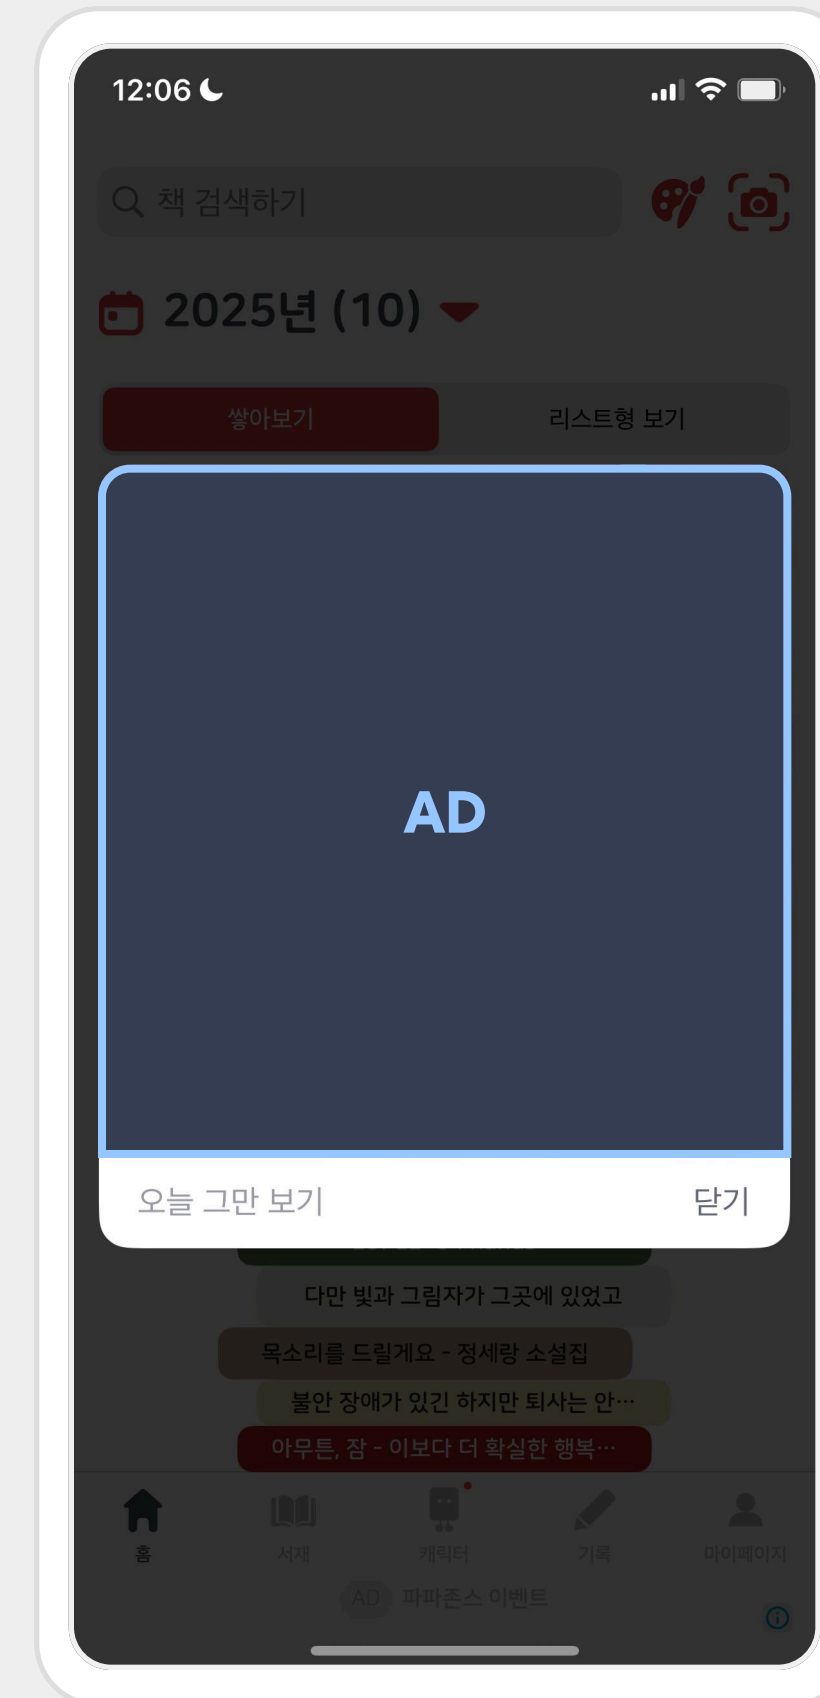 12:06
책 검색하기
2025년 (10)
쌓아보기
리스트형 보기
AD
오늘 그만 보기
닫기
다만 빛과 그림자가 그곳에 있었고
목소리를 드릴게요 - 정세랑 소설집
불안 장애가 있긴 하지만 퇴사는 안…
아무튼, 잠 - 이보다 더 확실한 행복…
홈
서재
캐릭터
기록
마이페이지
AD 파파존스 이벤트